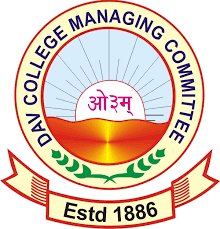 DAV COLLEGE MANAGING COMMITTEE
ओ३म्
Estd 1886